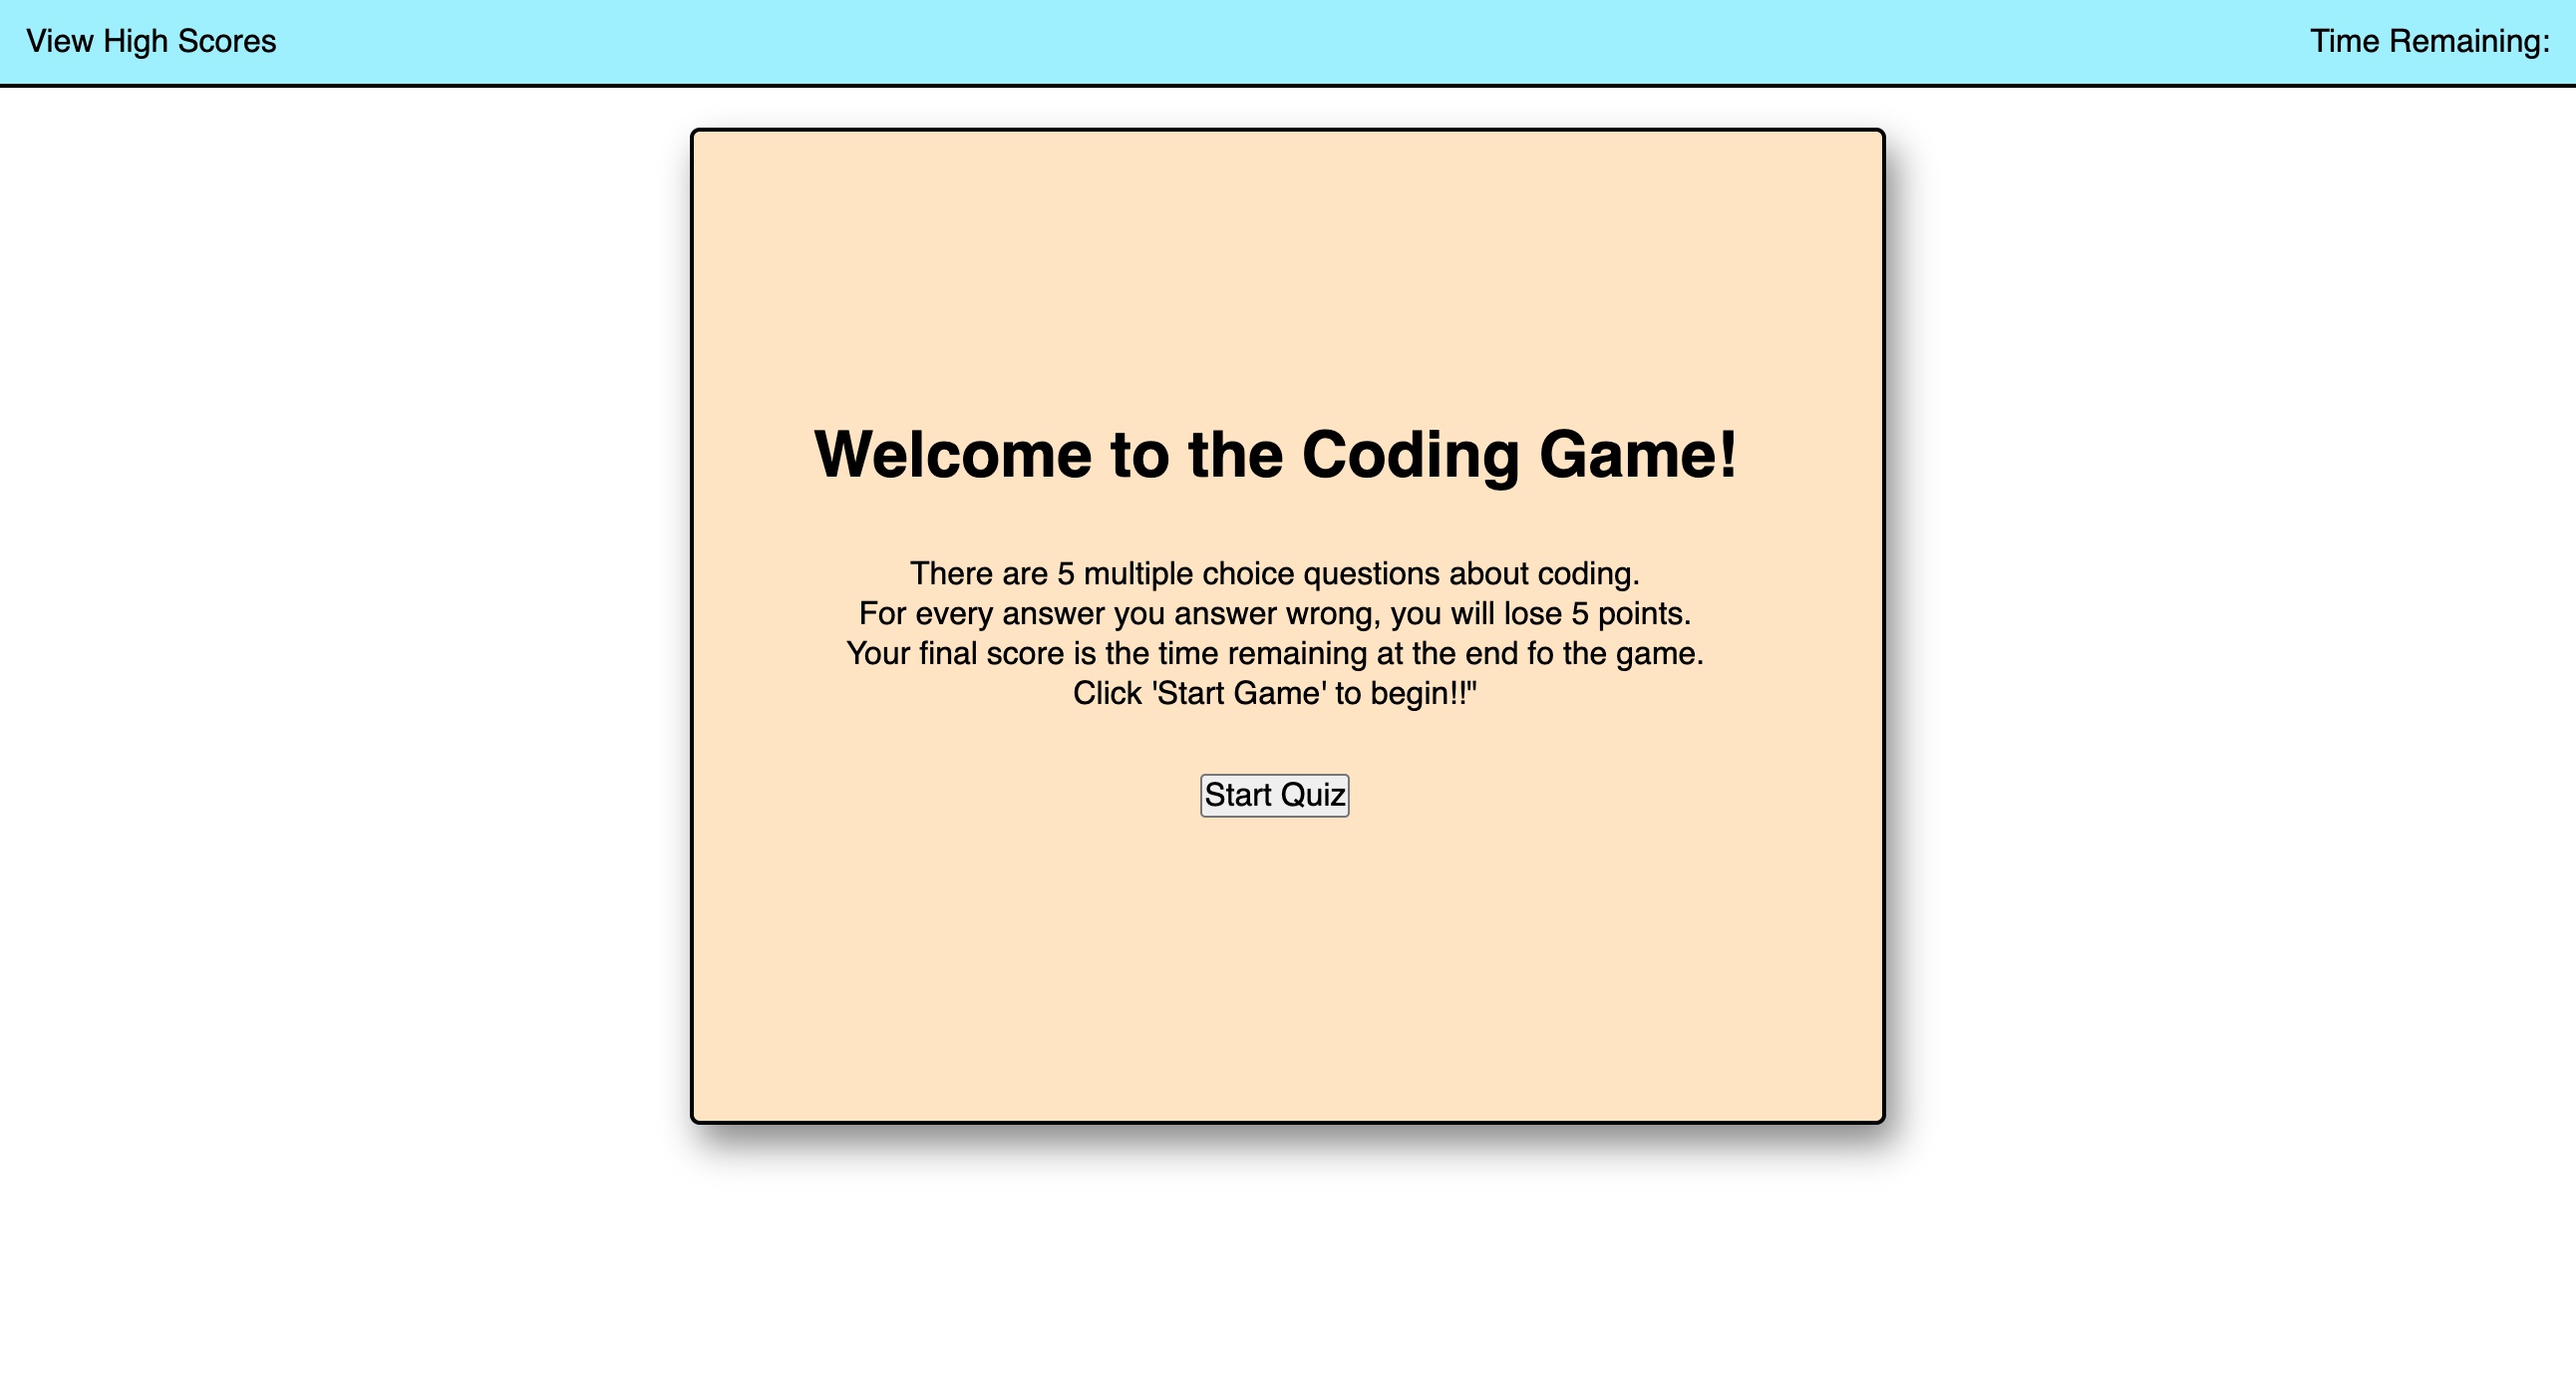 View High Scores
Time Remaining:
Welcome to the Coding Game!
There are 5 multiple choice questions about coding.
For every answer you answer wrong, you will lose 5 points.
Your final score is the time remaining at the end fo the game.
Click 'Start Game' to begin!!"
Start Quiz